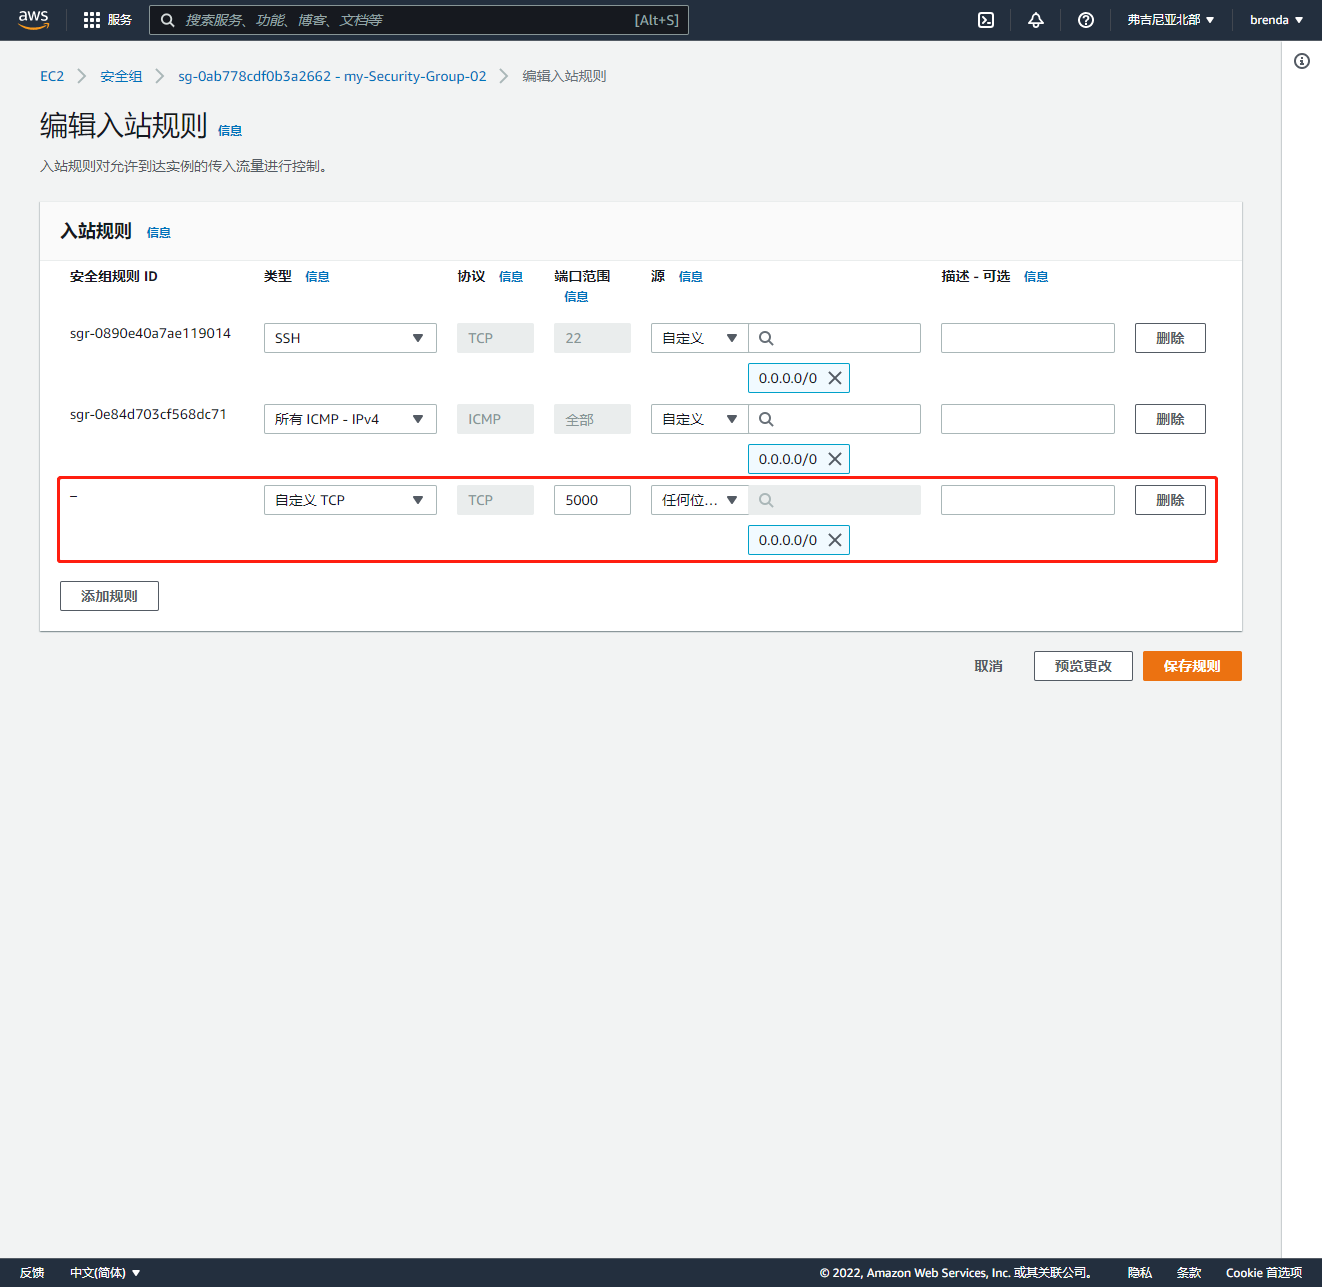 aws 服务 搜索服务、功能、博客、文档等 [Alt+S] 弗吉尼亚北部 brenda
EC2 安全组 sg-0ab778cdf0b3a2662 - my-Security-Group-02 编辑入站规则
编辑入站规则 信息
入站规则对允许到达实例的传入流量进行控制。
入站规则 信息
安全组规则 ID 类型 信息 协议 信息 端口范围 信息 源 信息 描述 - 可选 信息
sgr-0890e40a7ae119014 SSH TCP 22 自定义 删除
0.0.0.0/0
sgr-0e84d703cf568dc71 所有 ICMP - IPv4 ICMP 全部 自定义 删除
0.0.0.0/0
– 自定义 TCP TCP 5000 任何位... 删除
0.0.0.0/0
添加规则
取消 预览更改 保存规则
反馈 中文(简体) © 2022, Amazon Web Services, Inc. 或其关联公司。 隐私 条款 Cookie 首选项